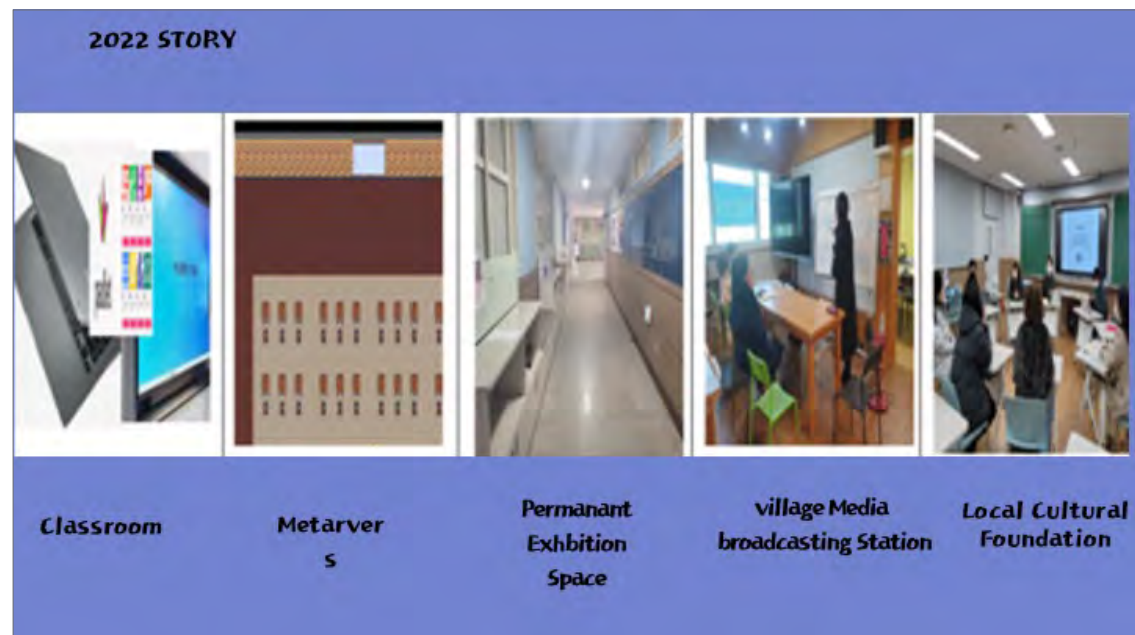 2022 STORY
Classroom
Metarver
s
Permanant
Exhbition
Space
village Media
broadcasting Station
Local Cultural
Foundation